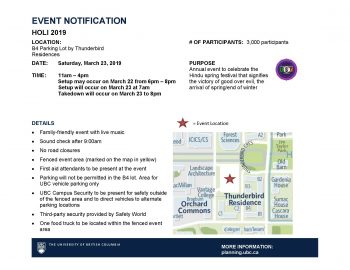 EVENT NOTIFICATION
HOLI 2019
LOCATION:
B4 Parking Lot by Thunderbird
Residences
DATE: Saturday, March 23, 2019
TIME: 11am – 4pm
Setup may occur on March 22 from 6pm – 8pm
Setup will occur on March 23 at 7am
Takedown will occur on March 23 to 8pm
# OF PARTICIPANTS: 3,000 participants
PURPOSE
Annual event to celebrate the
Hindu spring festival that signifies
the victory of good over evil, the
arrival of spring/end of winter
DETAILS
• Family-friendly event with live music
• Sound check after 9:00am
• No road closures
• Fenced event area (marked on the map in yellow)
• First aid attendants to be present at the event
• Parking will not be permitted in the B4 lot. Area for
UBC vehicle parking only
• UBC Campus Security to be present for safety outside
of the fenced area and to direct vehicles to alternate
parking locations
• Third-party security provided by Safety World
• One food truck to be located within the fenced event
area
= Event Location
ICICS/CS
Forest
Sciences
B2
Landscape
Architecture
Garden
House
MacMillan
Vantage
College
Binning
House
Orchard
Commons
Thunderbird
Residence
Sumac
House
Cascara
House
THE UNIVERSITY OF BRITISH COLUMBIA
MORE INFORMATION:
planning.ubc.ca